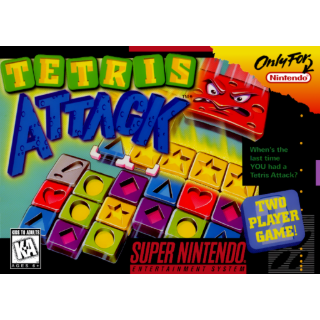 TETRIS
ATTACK
TM
Only For
Nintendo
When's the
last time
YOU had a
Tetris Attack?
TWO
PLAYER
GAME!
KIDS TO ADULTS
K-A
AGES 6+
SUPER NINTENDO
ENTERTAINMENT SYSTEM